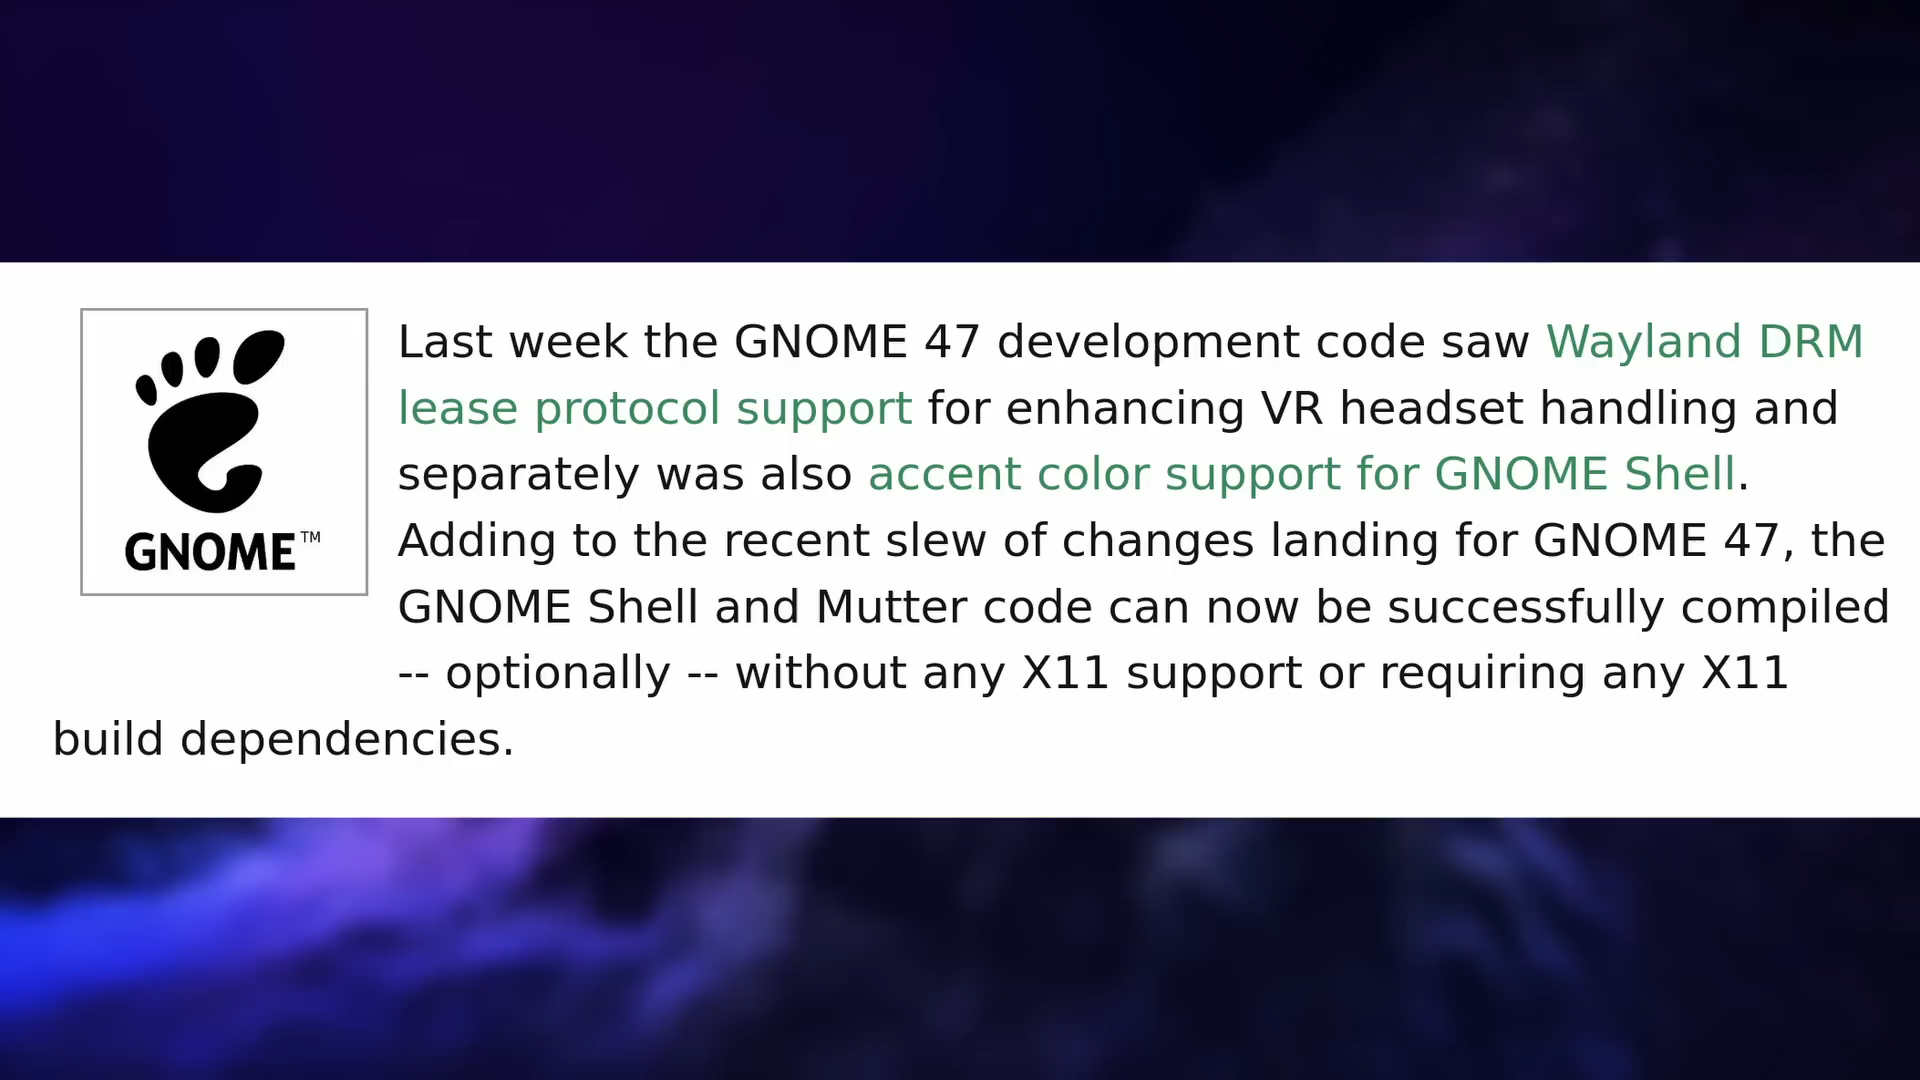 GNOME™
Last week the GNOME 47 development code saw Wayland DRM
lease protocol support for enhancing VR headset handling and
separately was also accent color support for GNOME Shell.
Adding to the recent slew of changes landing for GNOME 47, the
GNOME Shell and Mutter code can now be successfully compiled
-- optionally -- without any X11 support or requiring any X11
build dependencies.